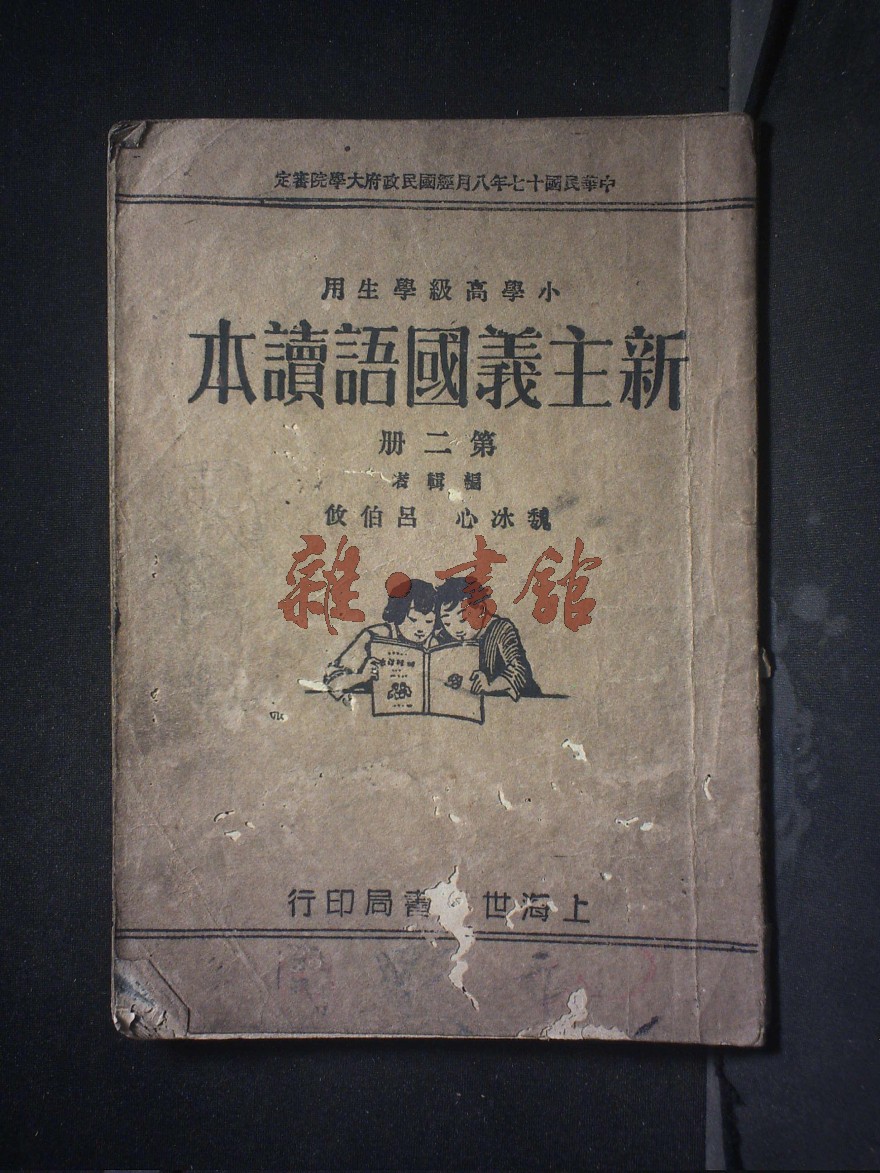 中華民國十七年八月經國民政府大學院審定
小學高級學生用
新主義國語讀本
第二册
編輯者
魏冰心 呂伯攸
雜·書館
上海世書局印行